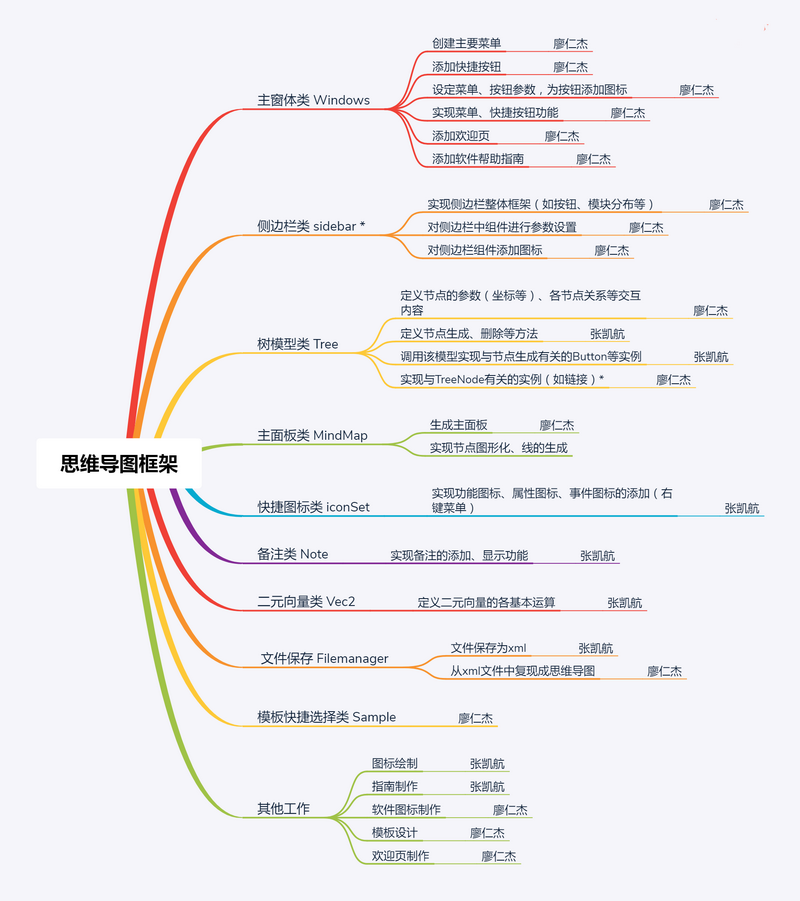 思维导图框架
主窗体类 Windows
创建主要菜单 廖仁杰
添加快捷按钮 廖仁杰
设定菜单、按钮参数，为按钮添加图标 廖仁杰
实现菜单、快捷按钮功能 廖仁杰
添加欢迎页 廖仁杰
添加软件帮助指南 廖仁杰
侧边栏类 sidebar *
实现侧边栏整体框架（如按钮、模块分布等） 廖仁杰
对侧边栏中组件进行参数设置 廖仁杰
对侧边栏组件添加图标 廖仁杰
树模型类 Tree
定义节点的参数（坐标等）、各节点关系等交互
内容 廖仁杰
定义节点生成、删除等方法 张凯航
调用该模型实现与节点生成有关的Button等实例 张凯航
实现与TreeNode有关的实例（如链接）* 廖仁杰
主面板类 MindMap
生成主面板 廖仁杰
实现节点图形化、线的生成
快捷图标类 iconSet
实现功能图标、属性图标、事件图标的添加（右
键菜单） 张凯航
备注类 Note
实现备注的添加、显示功能 张凯航
二元向量类 Vec2
定义二元向量的各基本运算 张凯航
文件保存 Filemanager
文件保存为xml 张凯航
从xml文件中复现成思维导图 廖仁杰
模板快捷选择类 Sample 廖仁杰
其他工作
图标绘制 张凯航
指南制作 张凯航
软件图标制作 廖仁杰
模板设计 廖仁杰
欢迎页制作 廖仁杰